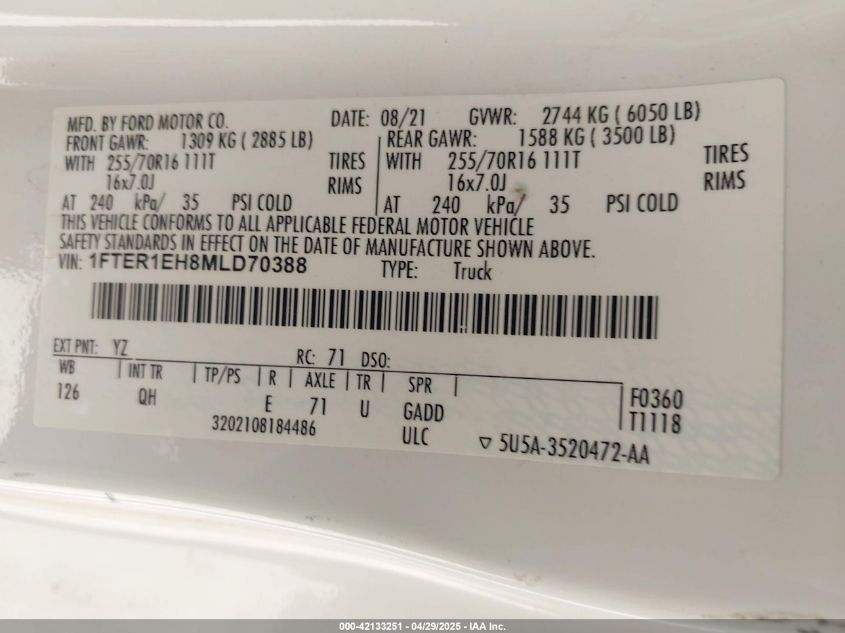 MFD. BY FORD MOTOR CO. DATE: 08/21 GVWR: 2744 KG ( 6050 LB)
FRONT GAWR: 1309 KG ( 2885 LB) REAR GAWR: 1588 KG ( 3500 LB)
WITH 255/70R16 111T TIRES WITH 255/70R16 111T TIRES
16x7.0J RIMS 16x7.0J RIMS
AT 240 kPa/ 35 PSI COLD AT 240 kPa/ 35 PSI COLD
THIS VEHICLE CONFORMS TO ALL APPLICABLE FEDERAL MOTOR VEHICLE
SAFETY STANDARDS IN EFFECT ON THE DATE OF MANUFACTURE SHOWN ABOVE.
VIN: 1FTER1EH8MLD70388 TYPE: Truck
EXT PNT: YZ RC: 71 DSO:
WB INT TR TP/PS R AXLE TR SPR
126 QH E 71 U GADD F0360
3202108184486 ULC T1118
5U5A-3520472-AA
000-42133251 - 04/29/2025 - IAA Inc.